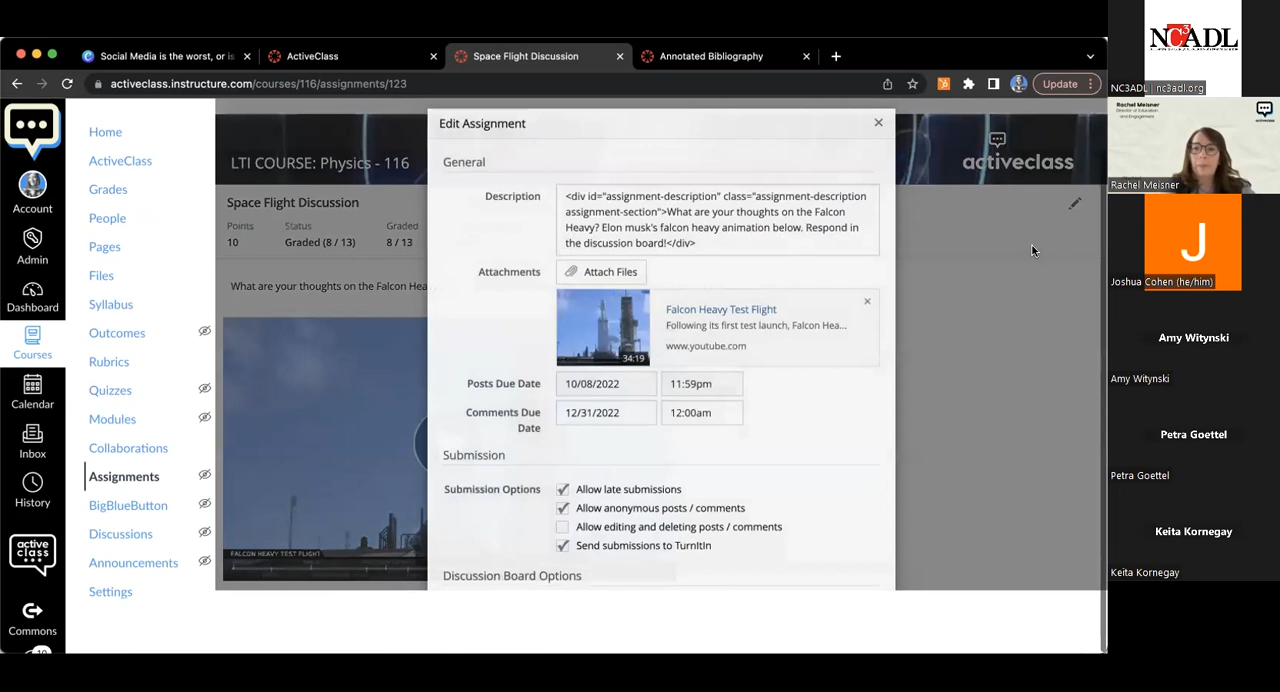 Social Media is the worst, or is
ActiveClass
Space Flight Discussion
Annotated Bibliography
activeclass.instructure.com/courses/116/assignments/123
Update
Account
Admin
Dashboard
Courses
Calendar
Inbox
History
active
class
Commons
Home
ActiveClass
Grades
People
Pages
Files
Syllabus
Outcomes
Rubrics
Quizzes
Modules
Collaborations
Assignments
BigBlueButton
Discussions
Announcements
Settings
LTI COURSE: Physics - 116
activeclass
Space Flight Discussion
Points
Status
Graded
10
Graded (8 / 13)
8 / 13
What are your thoughts on the Falcon Hea
FALCON HEAVY TEST FLIGHT
dit Assignment
General
Description
<div id="assignment-description" class="assignment-description
assignment-section">What are your thoughts on the Falcon
Heavy? Elon musk's falcon heavy animation below. Respond in
the discussion board!</div>
Attachments
Attach Files
34:19
Falcon Heavy Test Flight
Following its first test launch, Falcon Hea...
www.youtube.com
Posts Due Date
10/08/2022
11:59pm
Comments Due
Date
12/31/2022
12:00am
Submission
Submission Options
Allow late submissions
Allow anonymous posts / comments
Allow editing and deleting posts / comments
Send submissions to TurnItIn
Discussion Board Options
NC3ADL
NC3ADL | nc3adl.org
Rachel Meisner
Director of Education
and Engagement
activeclass
Rachel Meisner
J
Joshua Cohen (he/him)
Amy Witynski
Amy Witynski
Petra Goettel
Petra Goettel
Keita Kornegay
Keita Kornegay